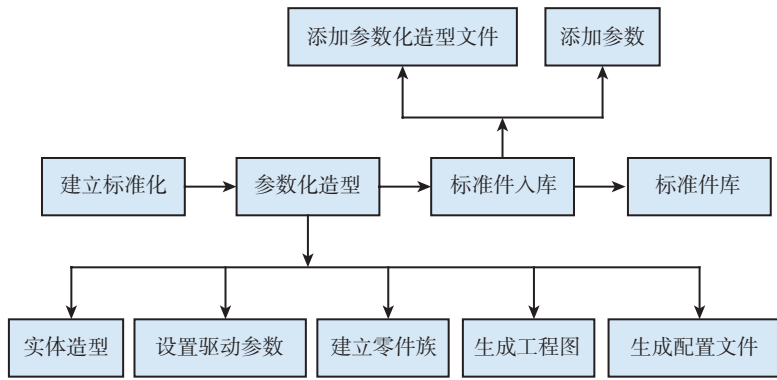 添加参数化造型文件
添加参数
建立标准化
参数化造型
标准件入库
标准件库
实体造型
设置驱动参数
建立零件族
生成工程图
生成配置文件